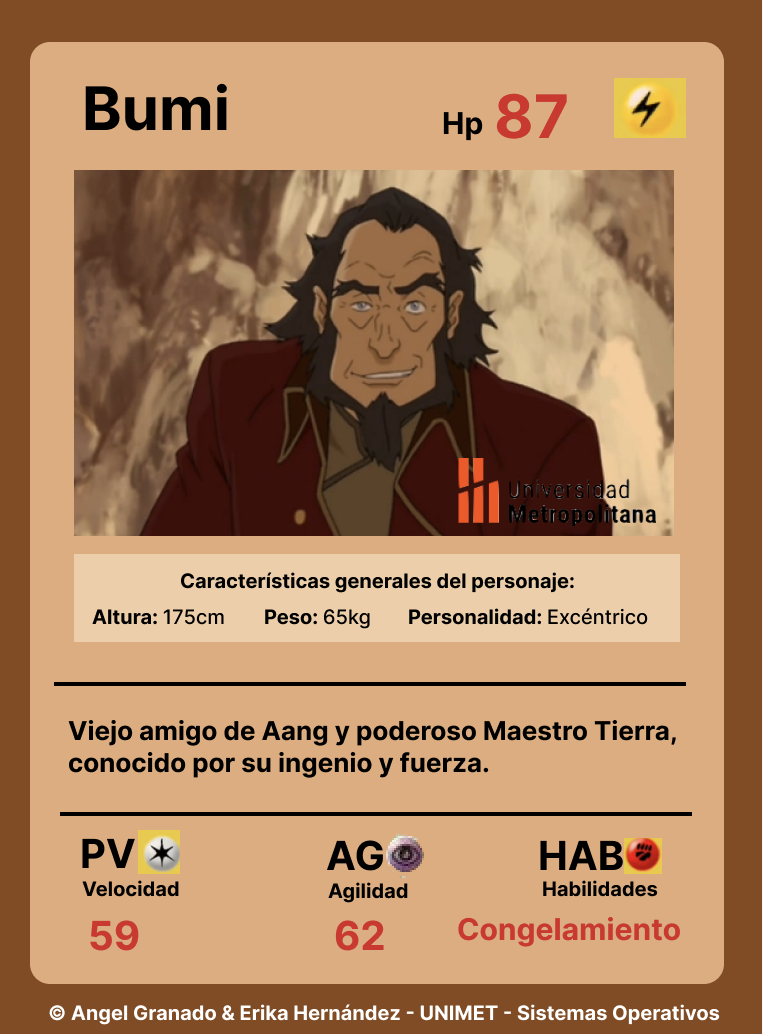 Bumi
Hp 87
Universidad
Metropolitana
Características generales del personaje:
Altura: 175cm Peso: 65kg Personalidad: Excéntrico
Viejo amigo de Aang y poderoso Maestro Tierra,
conocido por su ingenio y fuerza.
PV AG HAB
Velocidad Agilidad Habilidades
59 62 Congelamiento
© Angel Granado & Erika Hernández - UNIMET - Sistemas Operativos